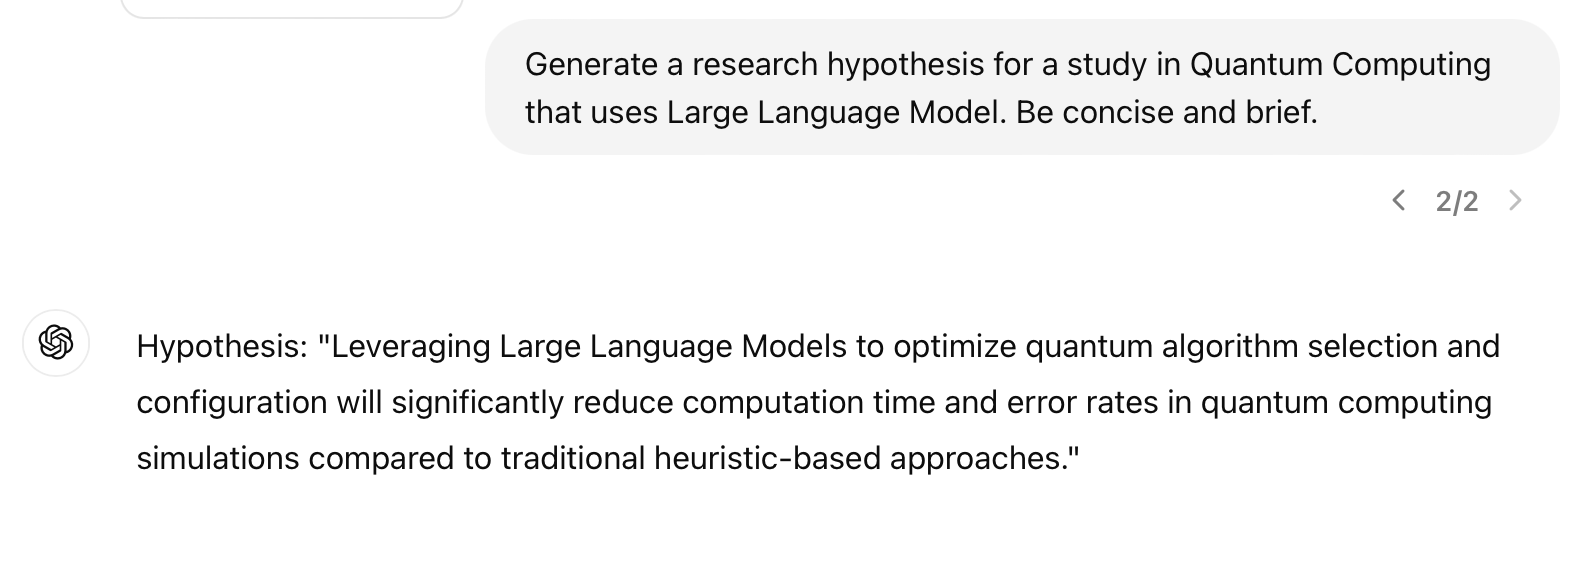 Generate a research hypothesis for a study in Quantum Computing
that uses Large Language Model. Be concise and brief.
2/2
Hypothesis: "Leveraging Large Language Models to optimize quantum algorithm selection and
configuration will significantly reduce computation time and error rates in quantum computing
simulations compared to traditional heuristic-based approaches."